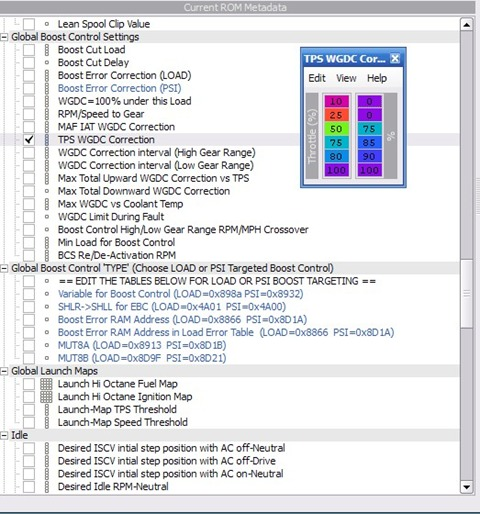 Current ROM Metadata
Lean Spool Clip Value
Global Boost Control Settings
Boost Cut Load
Boost Cut Delay
Boost Error Correction (LOAD)
Boost Error Correction (PSI)
WGDC=100% under this Load
RPM/Speed to Gear
MAF IAT WGDC Correction
TPS WGDC Correction
WGDC Correction interval (High Gear Range)
WGDC Correction interval (Low Gear Range)
Max Total Upward WGDC Correction vs TPS
Max Total Downward WGDC Correction
Max WGDC vs Coolant Temp
WGDC Limit During Fault
Boost Control High/Low Gear Range RPM/MPH Crossover
Min Load for Boost Control
BCS Re/De-Activation RPM
Global Boost Control 'TYPE' (Choose LOAD or PSI Targeted Boost Control)
== EDIT THE TABLES BELOW FOR LOAD OR PSI BOOST TARGETING ==
Variable for Boost Control (LOAD=0x898a PSI=0x8932)
SHLR->SHLL for EBC (LOAD=0x4A01 PSI=0x4A00)
Boost Error RAM Address (LOAD=0x8866 PSI=0x8D1A)
Boost Error RAM Address in Load Error Table (LOAD=0x8866 PSI=0x8D1A)
MUT8A (LOAD=0x8913 PSI=0x8D1B)
MUT8B (LOAD=0x8D9F PSI=0x8D21)
Global Launch Maps
Launch Hi Octane Fuel Map
Launch Hi Octane Ignition Map
Launch-Map TPS Threshold
Launch-Map Speed Threshold
Idle
Desired ISCV intial step position with AC off-Neutral
Desired ISCV intial step position with AC off-Drive
Desired ISCV intial step position with AC on-Neutral
Desired Idle RPM-Neutral
TPS WGDC Cor...
Edit View Help
Throttle (%)
10 0
25 0
50 75
75 85
80 90
100 100
%